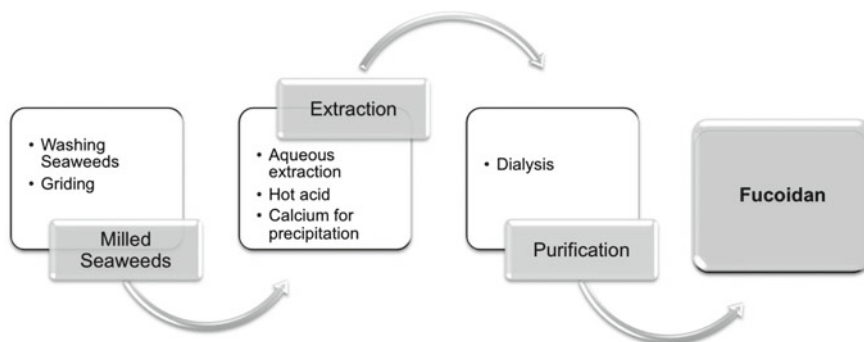 • Washing
Seaweeds
• Griding
Milled
Seaweeds
Extraction
• Aqueous
extraction
• Hot acid
• Calcium for
precipitation
• Dialysis
Purification
Fucoidan